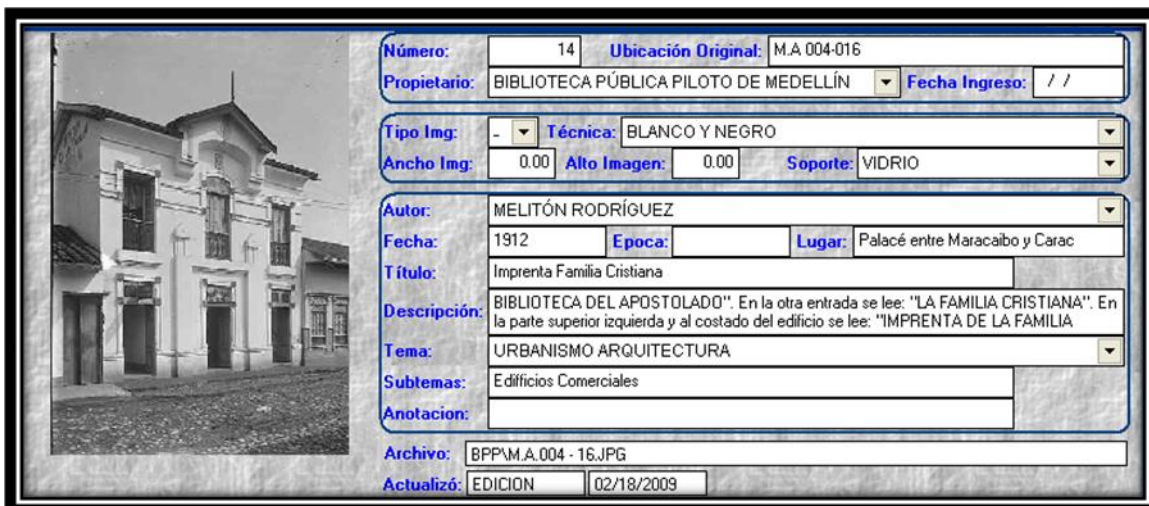 Número: 14 Ubicación Original: M.A 004-016
Propietario: BIBLIOTECA PÚBLICA PILOTO DE MEDELLÍN Fecha Ingreso: / /
Tipo Img: - Técnica: BLANCO Y NEGRO
Ancho Img: 0.00 Alto Imagen: 0.00 Soporte: VIDRIO
Autor: MELITÓN RODRÍGUEZ
Fecha: 1912 Epoca: Lugar: Palacé entre Maracaibo y Carac
Título: Imprenta Familia Cristiana
Descripción: BIBLIOTECA DEL APOSTOLADO". En la otra entrada se lee: "LA FAMILIA CRISTIANA". En
la parte superior izquierda y al costado del edificio se lee: "IMPRENTA DE LA FAMILIA
Tema: URBANISMO ARQUITECTURA
Subtemas: Edifficios Comerciales
Anotacion:
Archivo: BPP\M.A.004 - 16.JPG
Actualizó: EDICION 02/18/2009